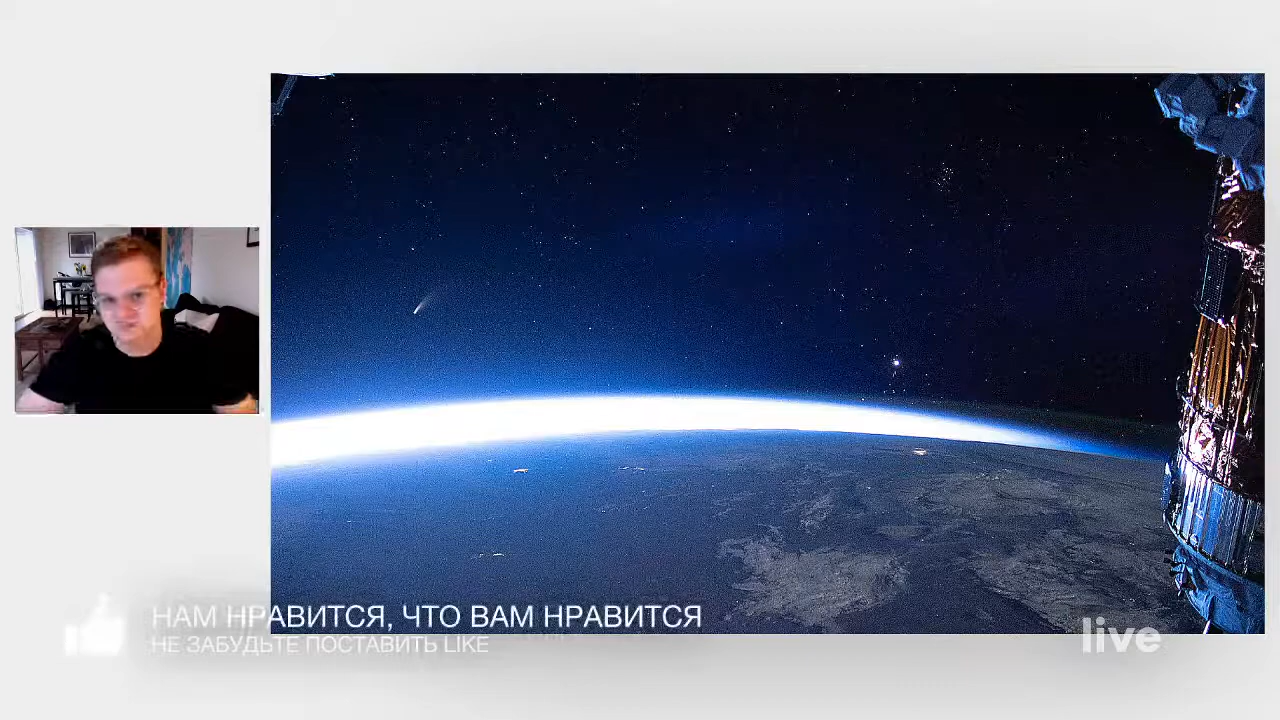 НАМ НРАВИТСЯ, ЧТО ВАМ НРАВИТСЯ
НЕ ЗАБУДЬТЕ ПОСТАВИТЬ LIKE
live